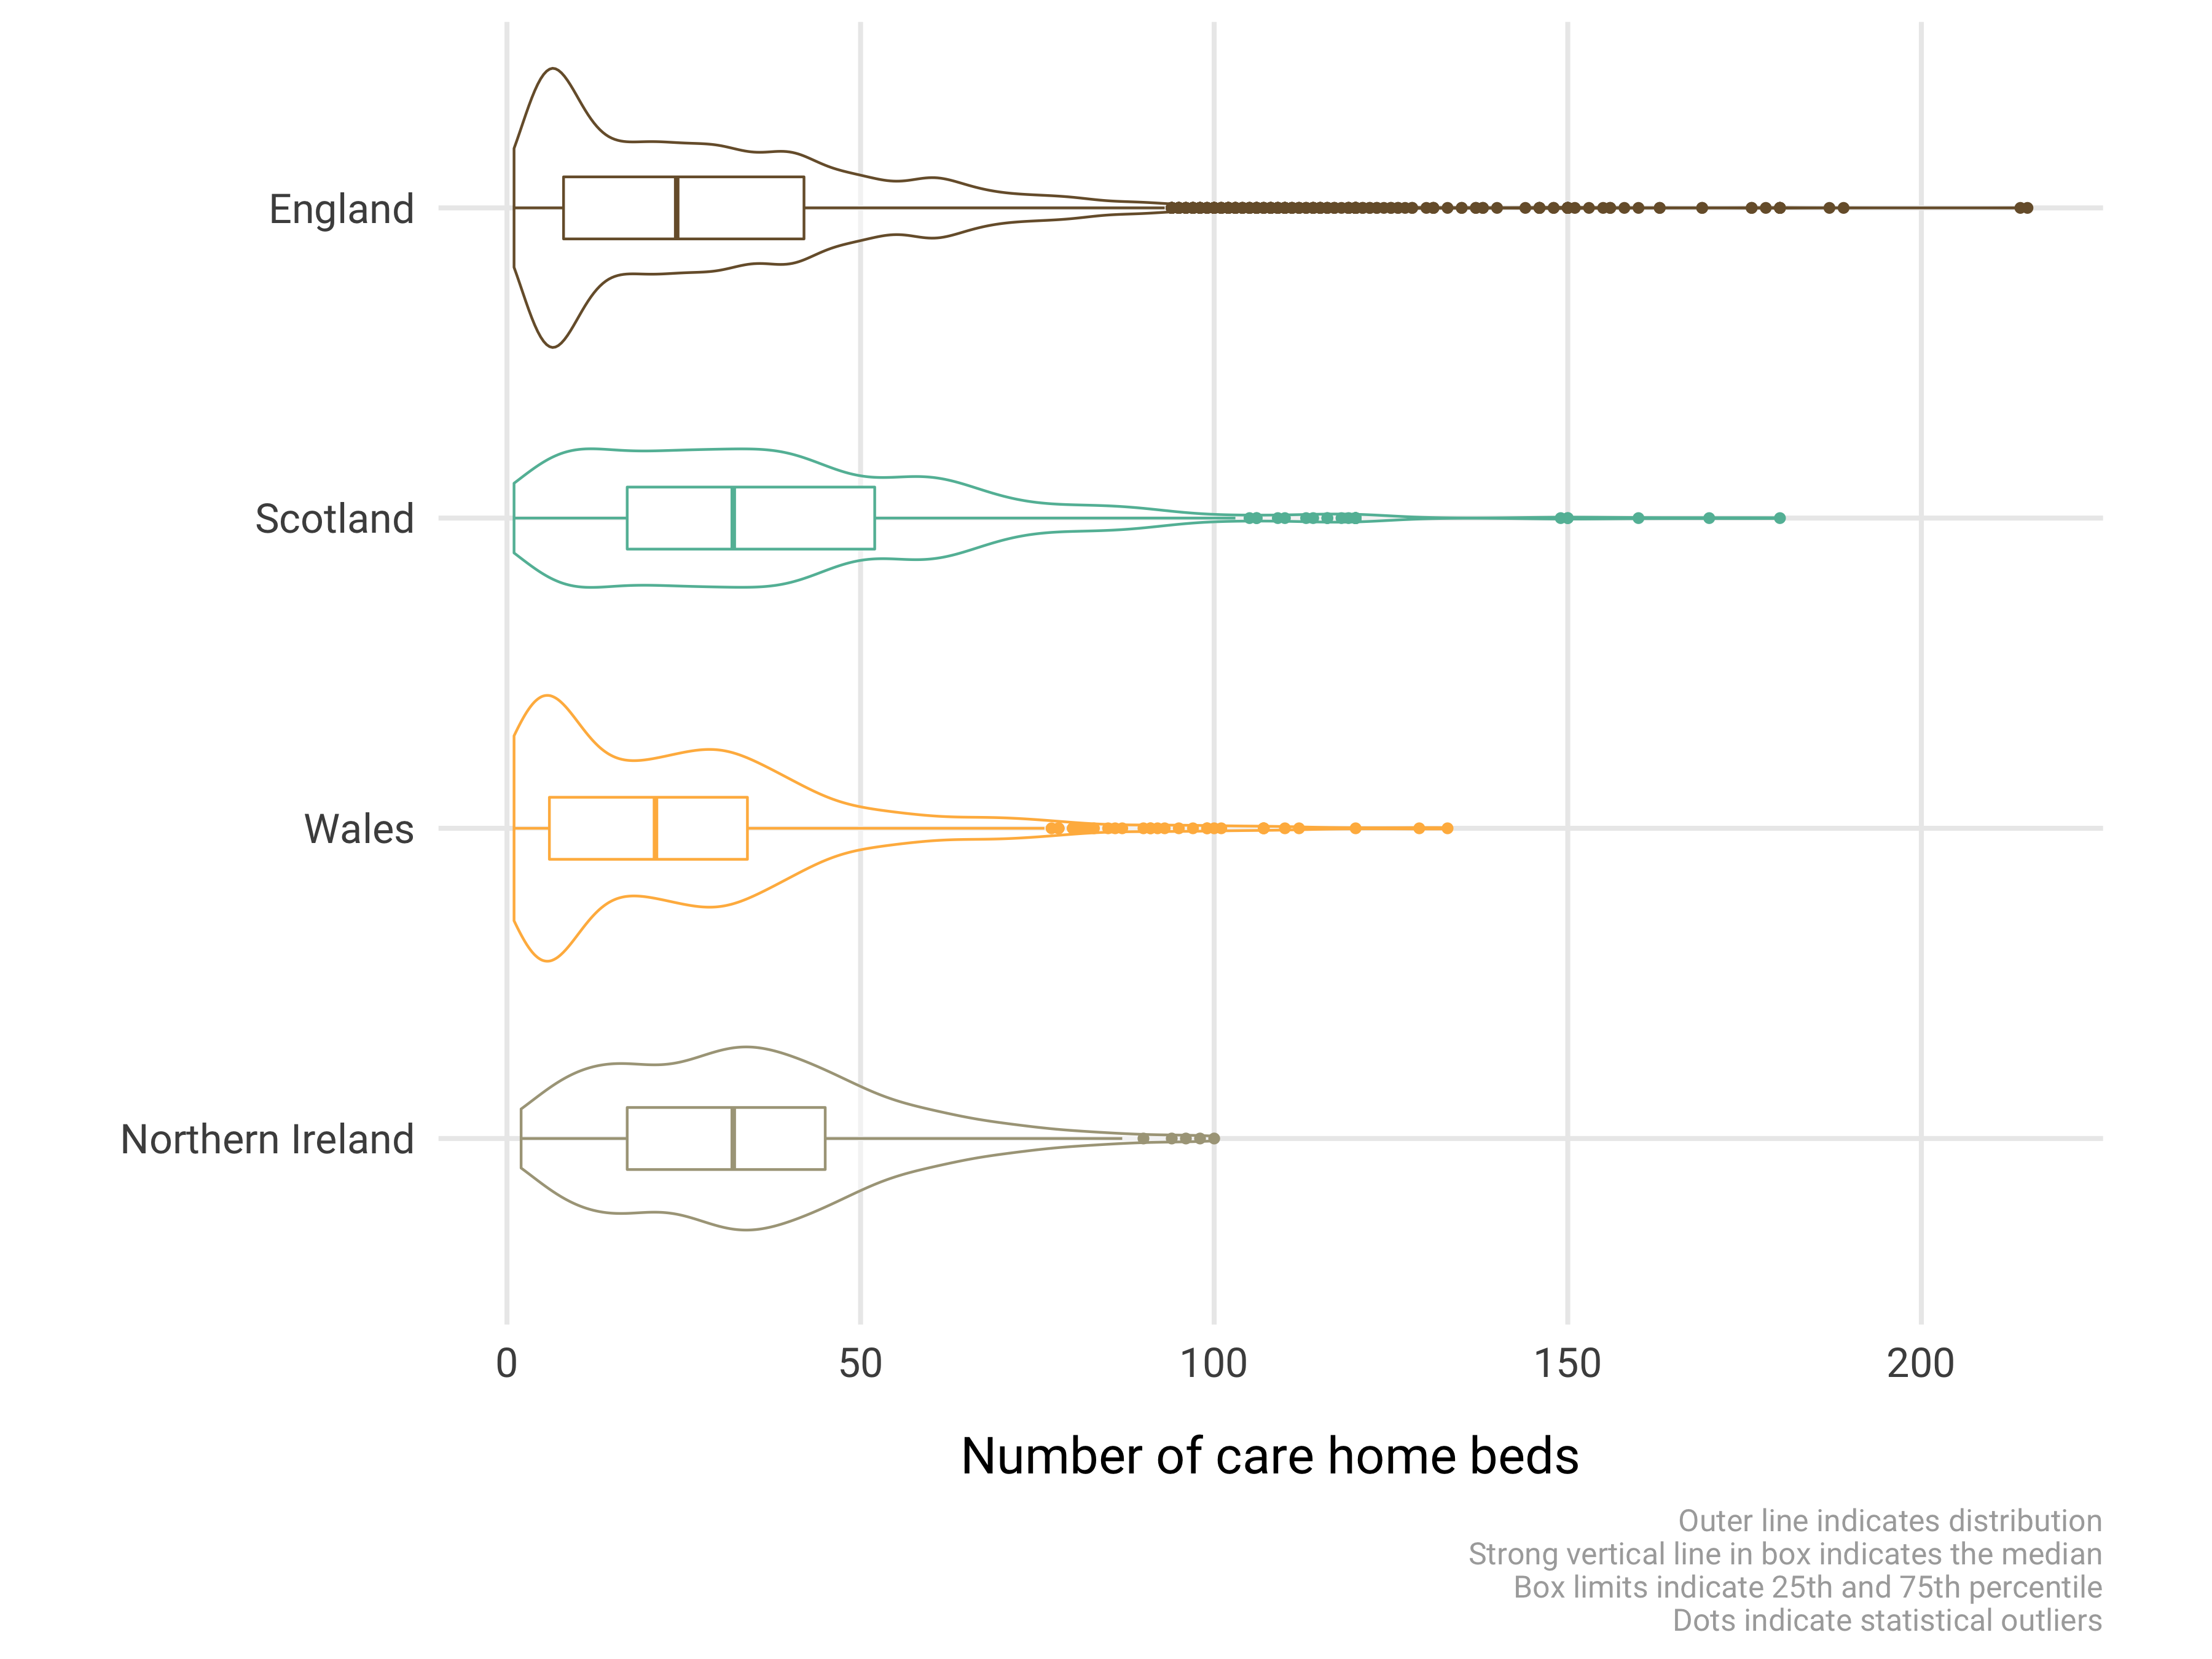 England
Scotland
Wales
Northern Ireland
0 50 100 150 200
Number of care home beds
Outer line indicates distribution
Strong vertical line in box indicates the median
Box limits indicate 25th and 75th percentile
Dots indicate statistical outliers